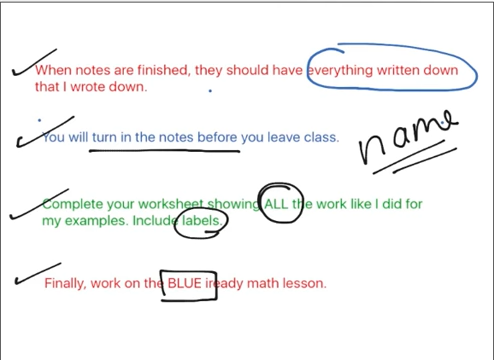 When notes are finished, they should have everything written down
that I wrote down.
You will turn in the notes before you leave class.
name
Complete your worksheet showing ALL the work like I did for
my examples. Include labels.
Finally, work on the BLUE iready math lesson.